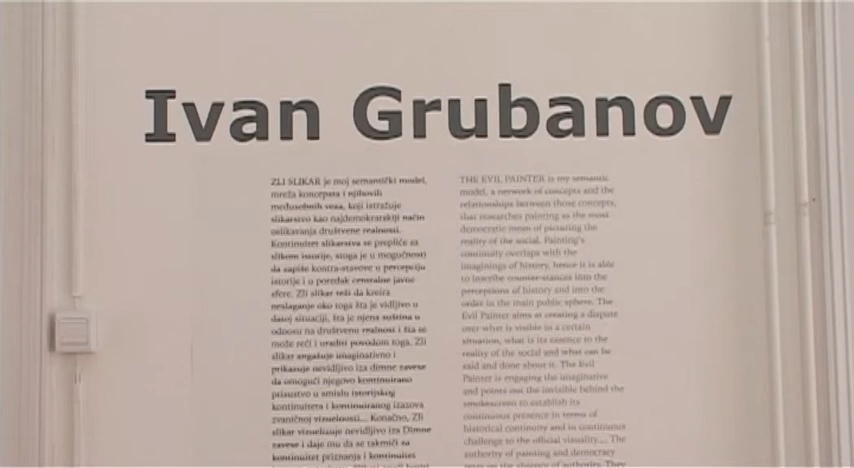 Ivan Grubanov
ZLI SLIKAR je moj semantički model,
mreža koncepata i njihovih
međusobnih veza, koji istražuje
slikarstvo kao najdemokratskiji način
oslikavanja društvene realnosti.
Kontinuitet slikarstva se prepliće sa
slikom istorije, stoga je u mogućnosti
da zapiše kontra-stavove u percepciju
istorije i u poredak centralne javne
sfere. Zli slikar teži da kreira
neslaganje oko toga šta je vidljivo u
datoj situaciji, šta je njena suština u
odnosu na društvenu realnost i šta se
može reći i uraditi povodom toga. Zli
slikar angažuje imaginativno i
prikazuje nevidljivo iza dimne zavese
da omogući njegovo kontinuirano
prisustvo u smislu istorijskog
kontinuiteta i kontinuiranog izazova
zvaničnoj vizuelnosti... Konačno, Zli
slikar vizuelizuje nevidljivo iza Dimne
zavese i daje mu da se takmiči za
kontinuitet priznanja i kontinuitet
THE EVIL PAINTER is my semantic
model, a network of concepts and the
relationships between those concepts,
that researches painting as the most
democratic mean of picturing the
reality of the social. Painting's
continuity overlaps with the
imaginings of history, hence it is able
to inscribe counter-stances into the
perceptions of history and into the
order in the main public sphere. The
Evil Painter aims at creating a dispute
over what is visible in a certain
situation, what is its essence to the
reality of the social and what can be
said and done about it. The Evil
Painter is engaging the imaginative
and points out the invisible behind the
smokescreen to establish its
continuous presence in terms of
historical continuity and in continuous
challenge to the official visuality.... The
authority of painting and democracy
rests on the absence of authority. They